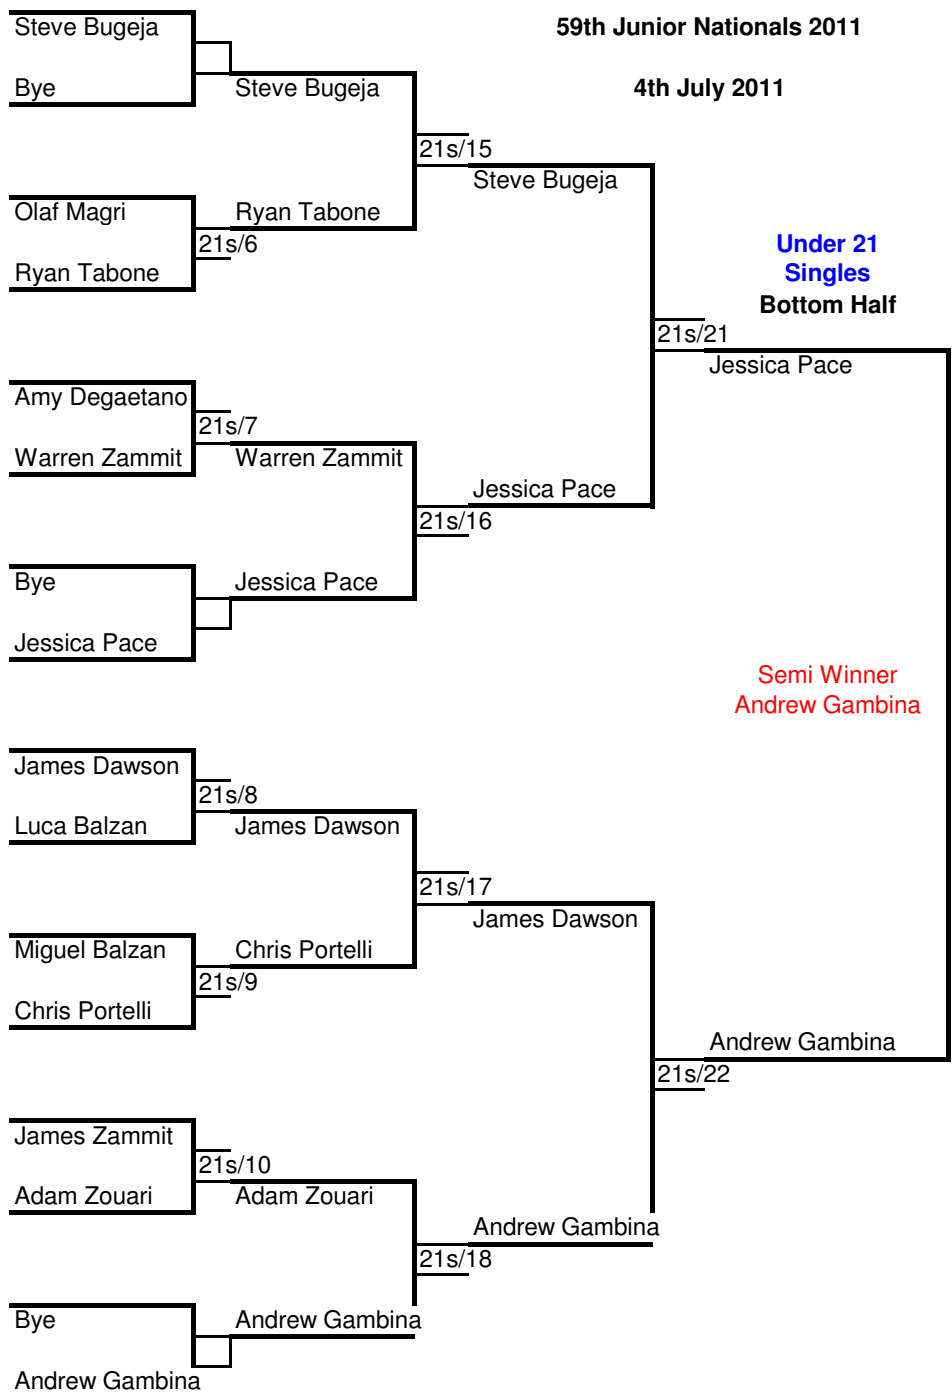 Steve Bugeja
59th Junior Nationals 2011
Bye
Steve Bugeja
4th July 2011
21s/15
Steve Bugeja
Olaf Magri
Ryan Tabone
21s/6
Ryan Tabone
Under 21
Singles
Bottom Half
21s/21
Jessica Pace
Amy Degaetano
21s/7
Warren Zammit
Warren Zammit
Jessica Pace
21s/16
Bye
Jessica Pace
Jessica Pace
Semi Winner
Andrew Gambina
James Dawson
21s/8
Luca Balzan
James Dawson
21s/17
James Dawson
Miguel Balzan
Chris Portelli
21s/9
Chris Portelli
Andrew Gambina
21s/22
James Zammit
21s/10
Adam Zouari
Adam Zouari
Andrew Gambina
21s/18
Bye
Andrew Gambina
Andrew Gambina